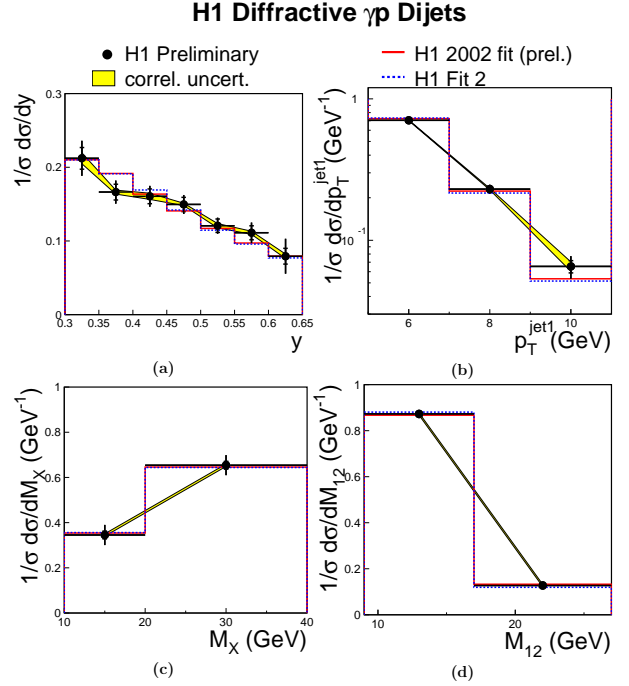 H1 Diffractive γp Dijets
H1 Preliminary
correl. uncert.
H1 2002 fit (prel.)
H1 Fit 2
1/σ dσ/dy
0.3
0.2
0.1
0
0.3 0.35 0.4 0.45 0.5 0.55 0.6 0.65
y
(a)
1/σ dσ/dp_T^jet1 (GeV^-1)
1
10^-1
6 8 10
p_T^jet1 (GeV)
(b)
1/σ dσ/dM_X (GeV^-1)
1
0.8
0.6
0.4
0.2
0
10 20 30 40
M_X (GeV)
(c)
1/σ dσ/dM_12 (GeV^-1)
1
0.8
0.6
0.4
0.2
0
10 20
M_12 (GeV)
(d)